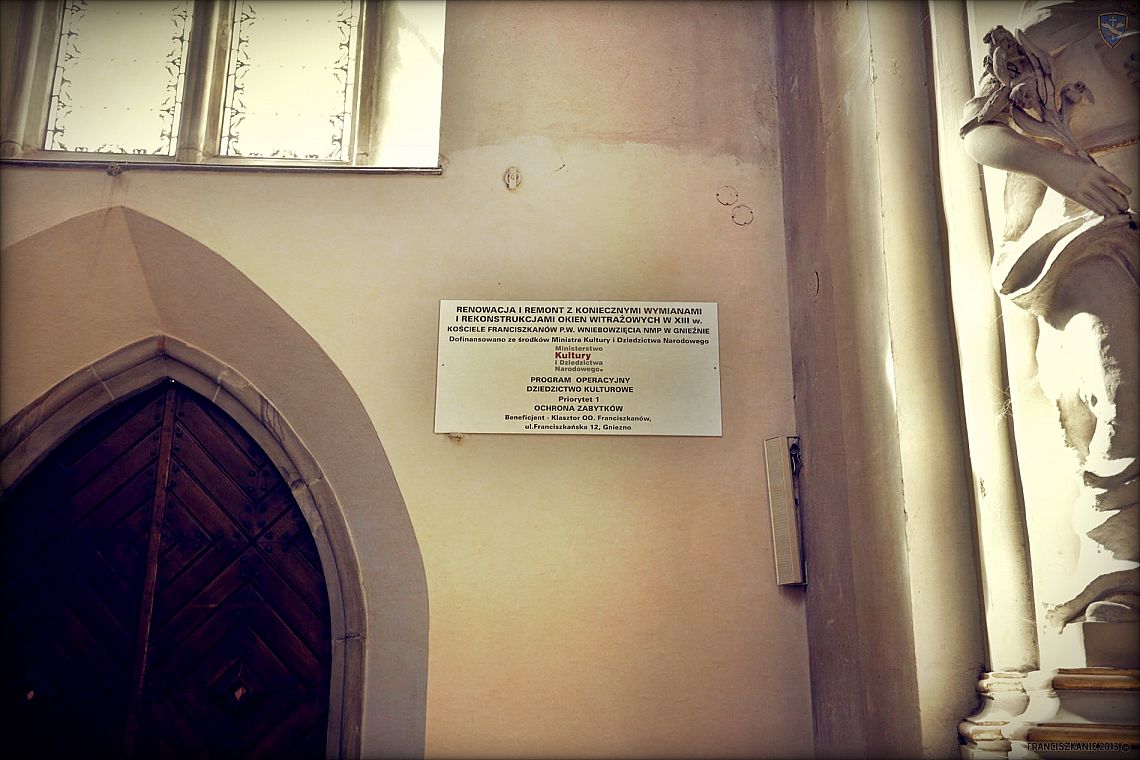 RENOWACJA I REMONT Z KONIECZNYMI WYMIANAMI
I REKONSTRUKCJAMI OKIEN WITRAŻOWYCH W XIII w.
KOŚCIELE FRANCISZKANÓW P.W. WNIEBOWZIĘCIA NMP W GNIEŹNIE
Dofinansowano ze środków Ministra Kultury i Dziedzictwa Narodowego
Ministerstwo
Kultury
i Dziedzictwa
Narodowego.
PROGRAM OPERACYJNY
DZIEDZICTWO KULTUROWE
Priorytet 1
OCHRONA ZABYTKÓW
Beneficjent - Klasztor OO. Franciszkanów,
ul.Franciszkańska 12, Gniezno
FRANCISZKANIE 2013 ©